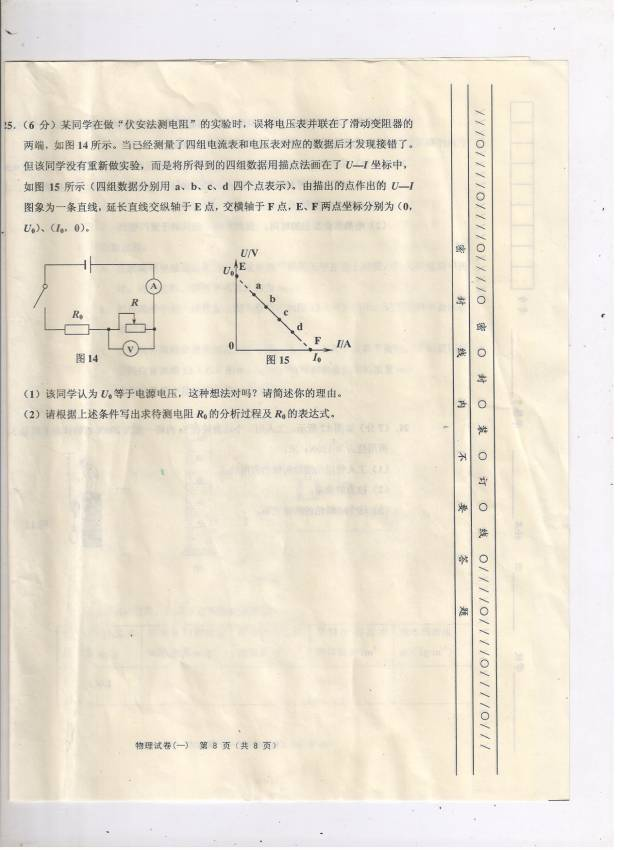 25.（6 分）某同学在做“伏安法测电阻”的实验时，误将电压表并联在了滑动变阻器的
两端，如图 14 所示。当已经测量了四组电流表和电压表对应的数据后才发现接错了。
但该同学没有重新做实验，而是将所得到的四组数据用描点法画在了 U—I 坐标中，
如图 15 所示（四组数据分别用 a、b、c、d 四个点表示）。由描出的点作出的 U—I
图象为一条直线，延长直线交纵轴于 E 点，交横轴于 F 点，E、F 两点坐标分别为（0，
U₀）、（I₀，0）。
A
R
R₀
V
图 14
U/V
U₀
E
a
b
c
d
F
0
I₀
I/A
图 15
（1）该同学认为 U₀ 等于电源电压，这种想法对吗？请简述你的理由。
（2）请根据上述条件写出求待测电阻 R₀ 的分析过程及 R₀ 的表达式。
物理试卷(一)　第 8 页（共 8 页）
密 封 线 内 不 要 答 题
/////O/////O/////O/////O 密 O 封 O 装 O 订 O 线 O/////O/////O/////O///